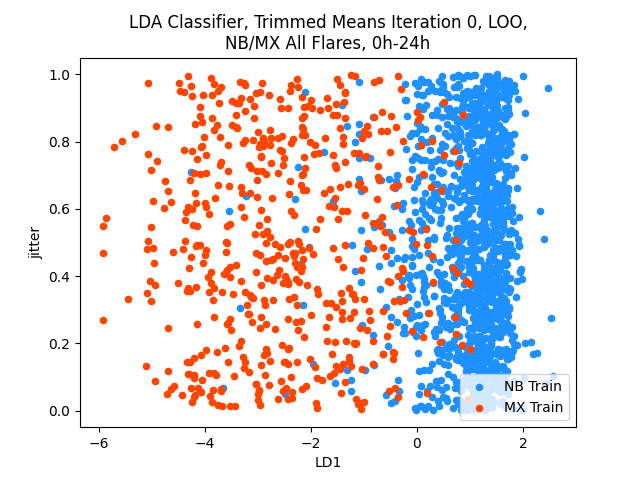 LDA Classifier, Trimmed Means Iteration 0, LOO,
NB/MX All Flares, 0h-24h
1.0
0.8
0.6
0.4
0.2
0.0
jitter
−6
−4
−2
0
2
LD1
NB Train
MX Train